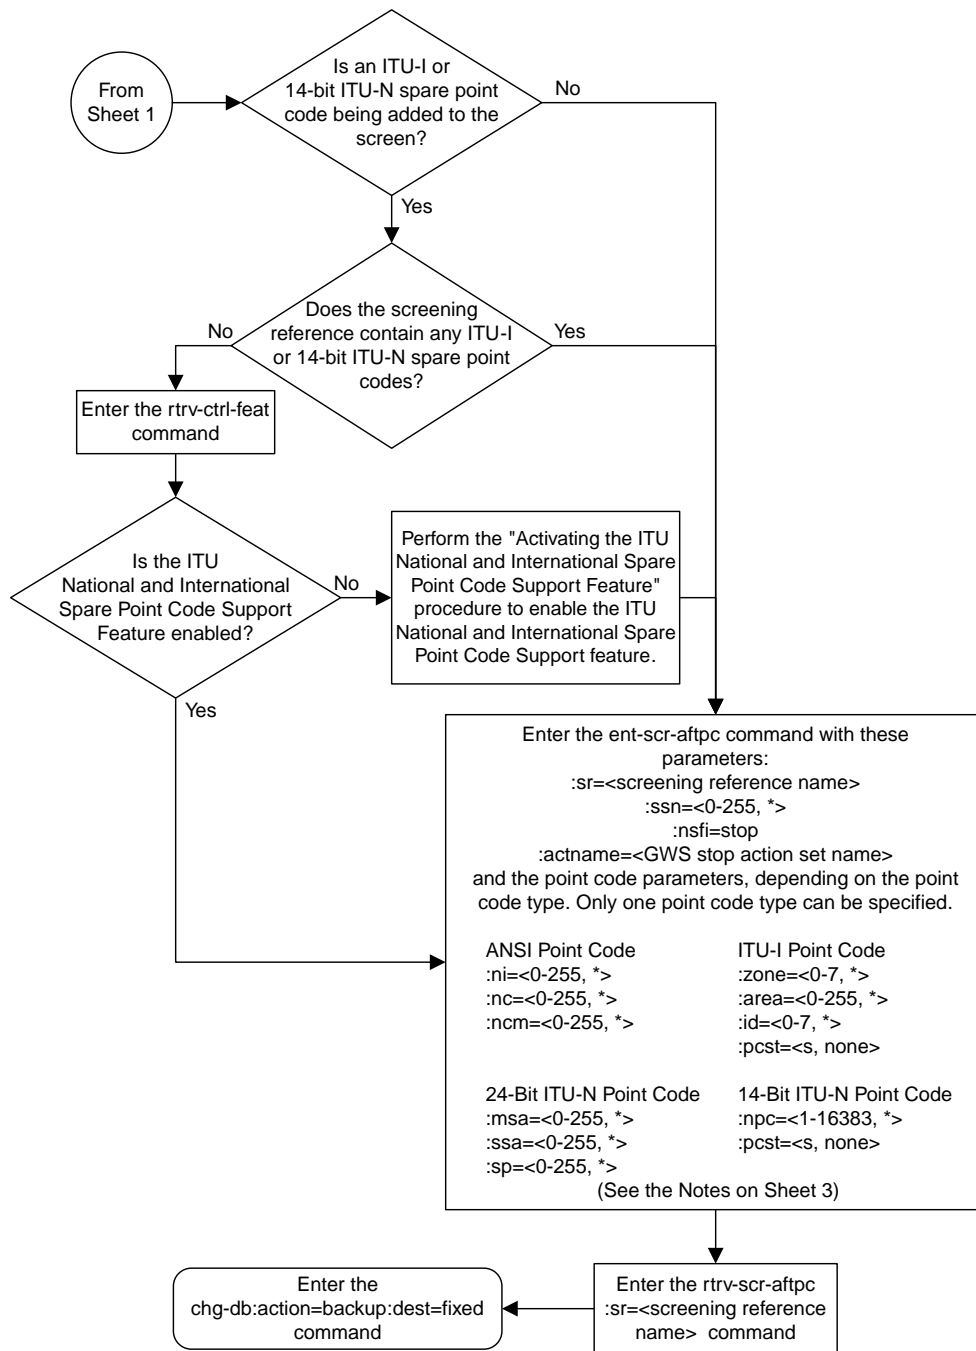 From
Sheet 1
Is an ITU-I or
14-bit ITU-N spare point
code being added to the
screen?
No
Yes
Does the screening
reference contain any ITU-I
or 14-bit ITU-N spare point
codes?
No
Yes
Enter the rtrv-ctrl-feat
command
Is the ITU
National and International
Spare Point Code Support
Feature enabled?
No
Yes
Perform the "Activating the ITU
National and International Spare
Point Code Support Feature"
procedure to enable the ITU
National and International Spare
Point Code Support feature.
Enter the ent-scr-aftpc command with these
parameters:
:sr=<screening reference name>
:ssn=<0-255, *>
:nsfi=stop
:actname=<GWS stop action set name>
and the point code parameters, depending on the point
code type. Only one point code type can be specified.
ANSI Point Code
:ni=<0-255, *>
:nc=<0-255, *>
:ncm=<0-255, *>
ITU-I Point Code
:zone=<0-7, *>
:area=<0-255, *>
:id=<0-7, *>
:pcst=<s, none>
24-Bit ITU-N Point Code
:msa=<0-255, *>
:ssa=<0-255, *>
:sp=<0-255, *>
14-Bit ITU-N Point Code
:npc=<1-16383, *>
:pcst=<s, none>
(See the Notes on Sheet 3)
Enter the rtrv-scr-aftpc
:sr=<screening reference
name> command
Enter the
chg-db:action=backup:dest=fixed
command